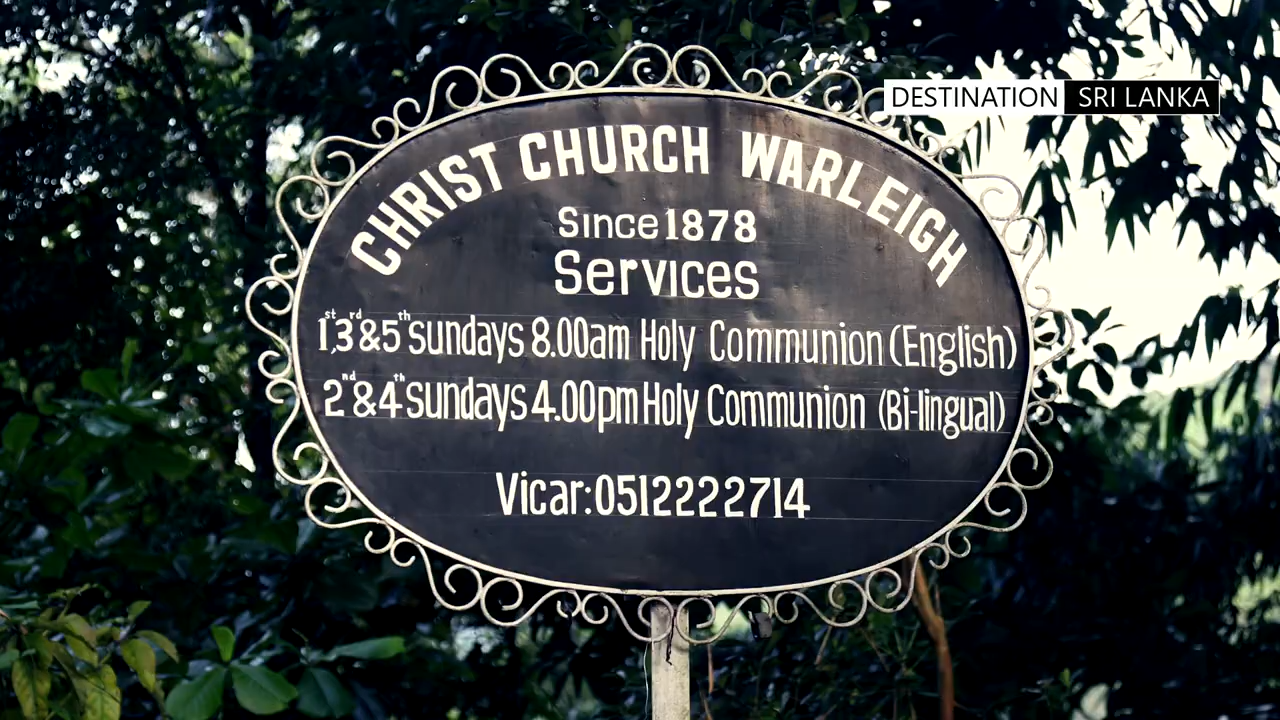 DESTINATION SRI LANKA
CHRIST CHURCH WARLEIGH
Since 1878
Services
1st,3rd&5th sundays 8.00am Holy Communion (English)
2nd&4th sundays 4.00pm Holy Communion (Bi-lingual)
Vicar:0512222714